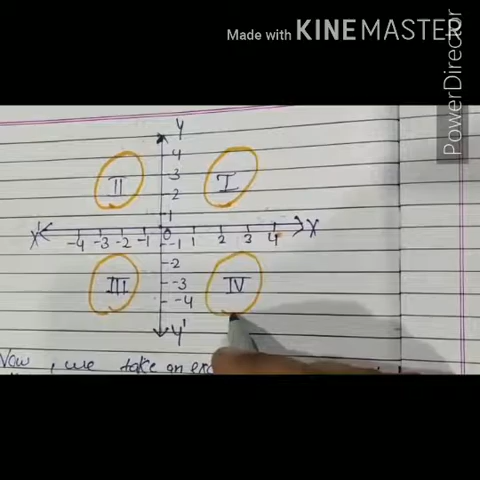 Made with KINEMASTER
PowerDirector
Y
4
3
2
1
II
I
X' -4 -3 -2 -1 0 1 2 3 4 X
-1
-2
-3
-4
III
IV
Y'
Now, we take an